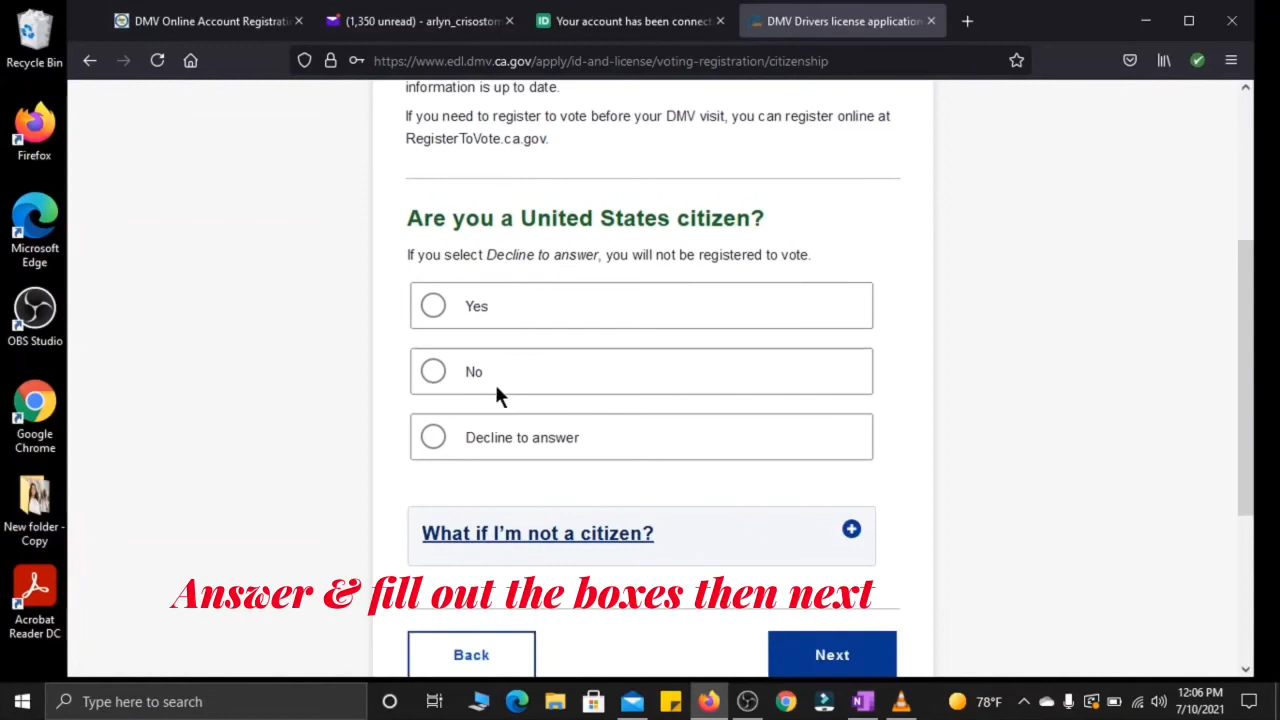 DMV Online Account Registrati
(1,350 unread) - arlyn_crisostom
Your account has been connect
DMV Drivers license application
https://www.edl.dmv.ca.gov/apply/id-and-license/voting-registration/citizenship
Recycle Bin
Firefox
Microsoft
Edge
OBS Studio
Google
Chrome
New folder -
Copy
Acrobat
Reader DC
information is up to date.
If you need to register to vote before your DMV visit, you can register online at
RegisterToVote.ca.gov.
Are you a United States citizen?
If you select Decline to answer, you will not be registered to vote.
Yes
No
Decline to answer
What if I'm not a citizen?
Answer & fill out the boxes then next
Back
Next
Type here to search
78°F
12:06 PM
7/10/2021